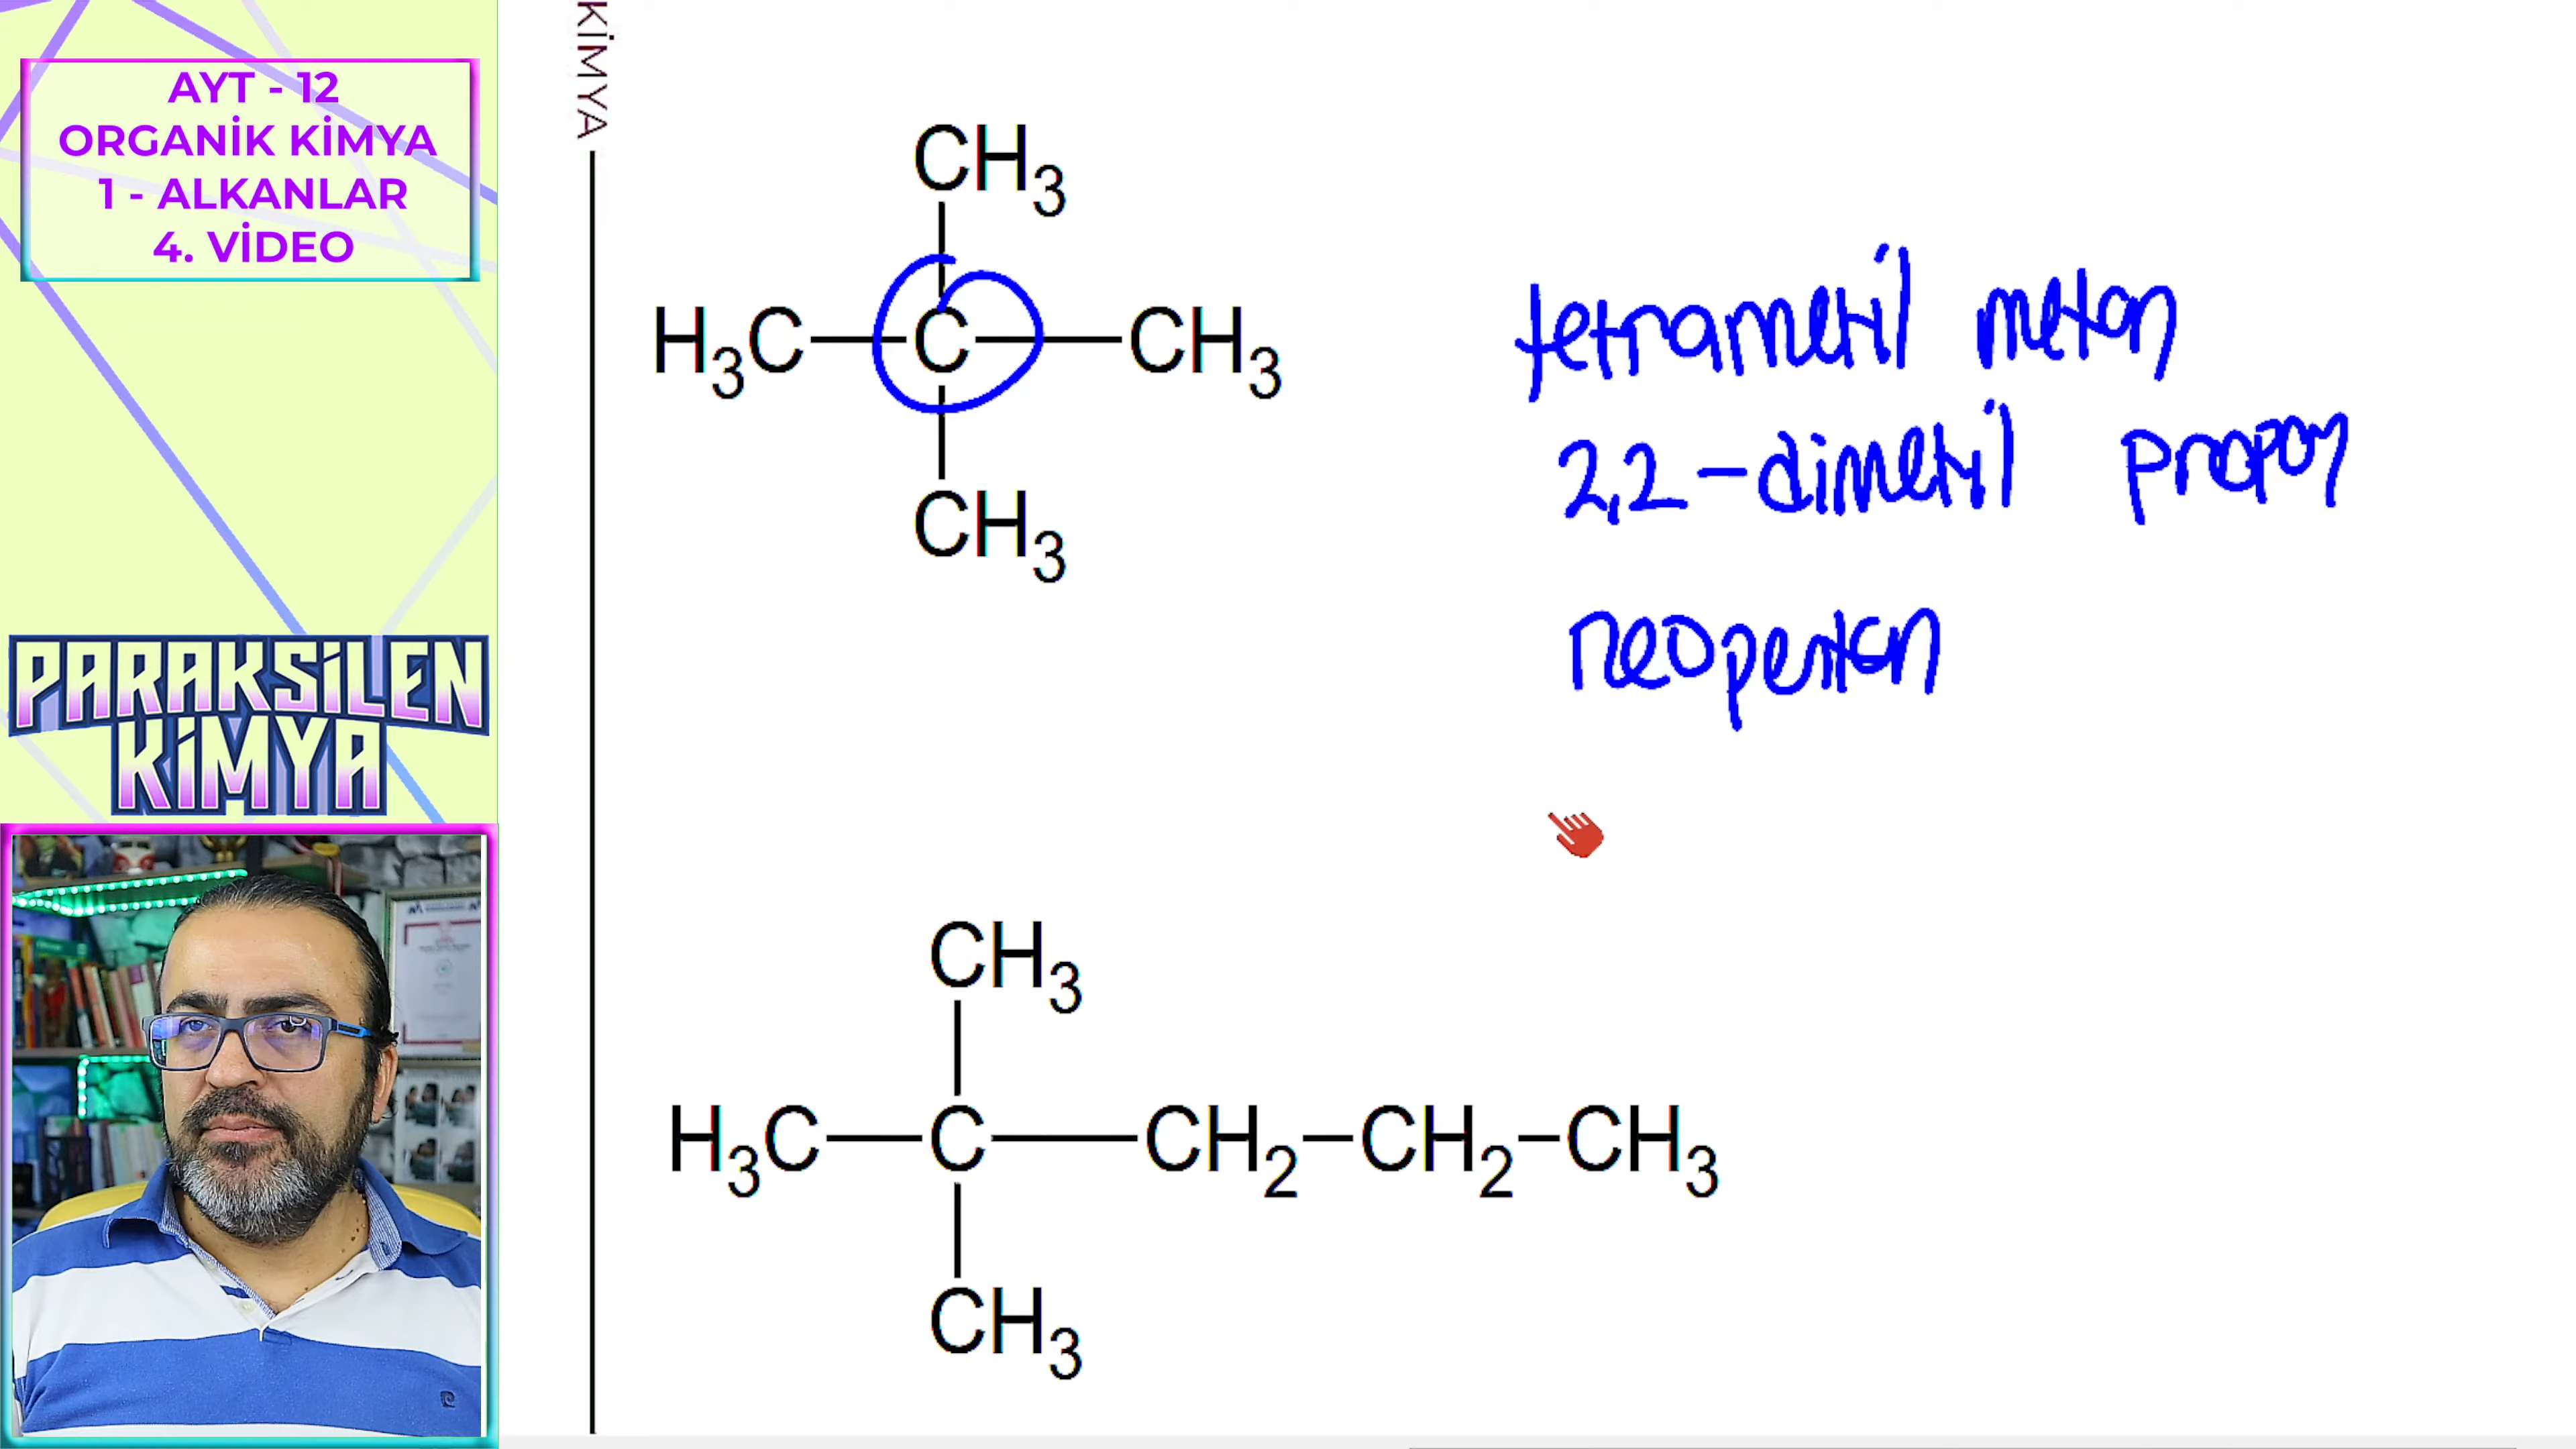 AYT - 12
ORGANİK KİMYA
1 - ALKANLAR
4. VİDEO
PARAKSİLEN
KİMYA
KİMYA
CH3
H3C C CH3
CH3
tetrametil metan
2,2-dimetil propan
neopentan
CH3
H3C C CH2 CH2 CH3
CH3